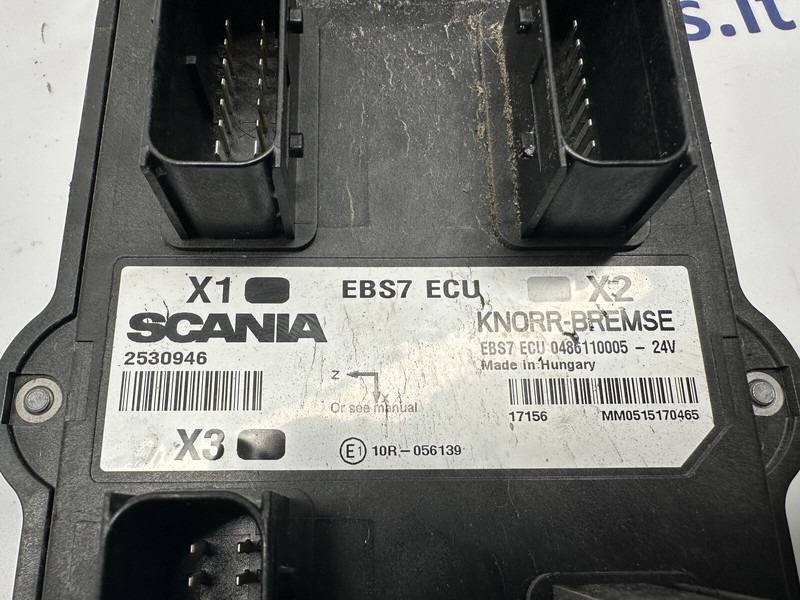 s.lt
X1 EBS7 ECU X2
SCANIA KNORR-BREMSE
2530946 EBS7 ECU 0486110005 - 24V
Made in Hungary
Z
X
Or see manual
17156 MM0515170465
X3
E1 10R-056139